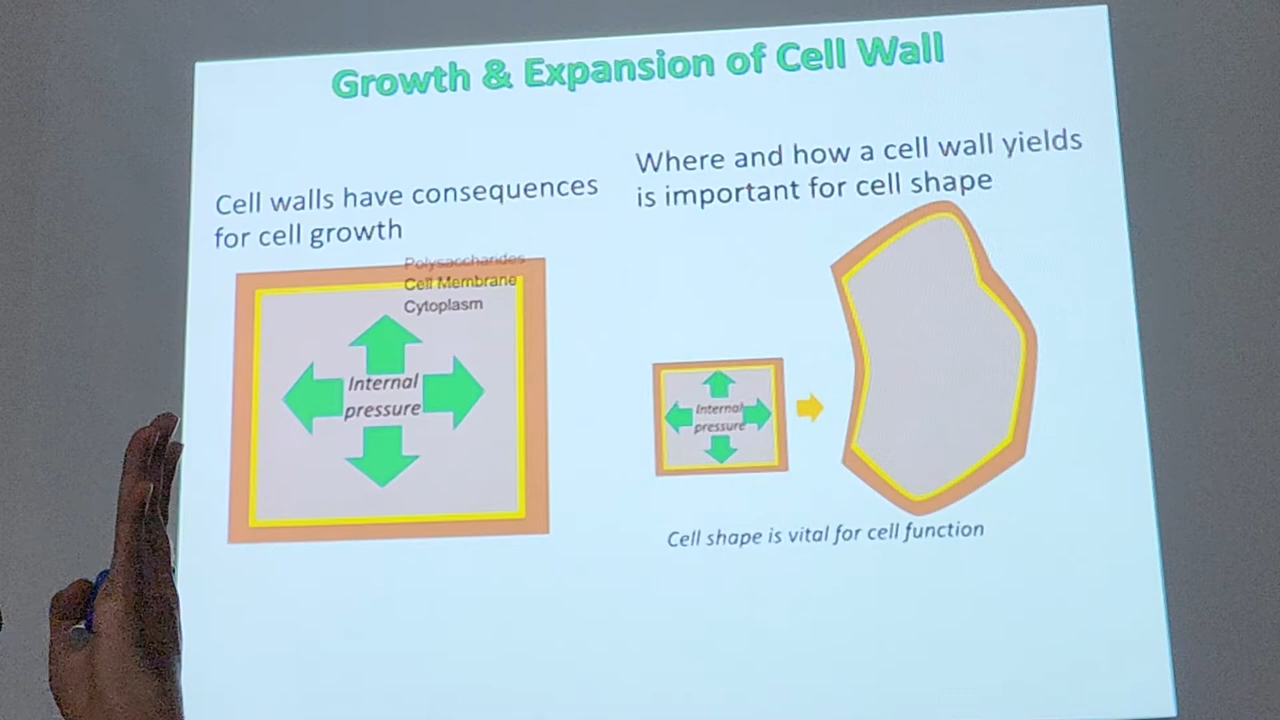 Growth & Expansion of Cell Wall
Cell walls have consequences
for cell growth
Polysaccharides
Cell Membrane
Cytoplasm
Internal
pressure
Where and how a cell wall yields
is important for cell shape
Internal
pressure
Cell shape is vital for cell function